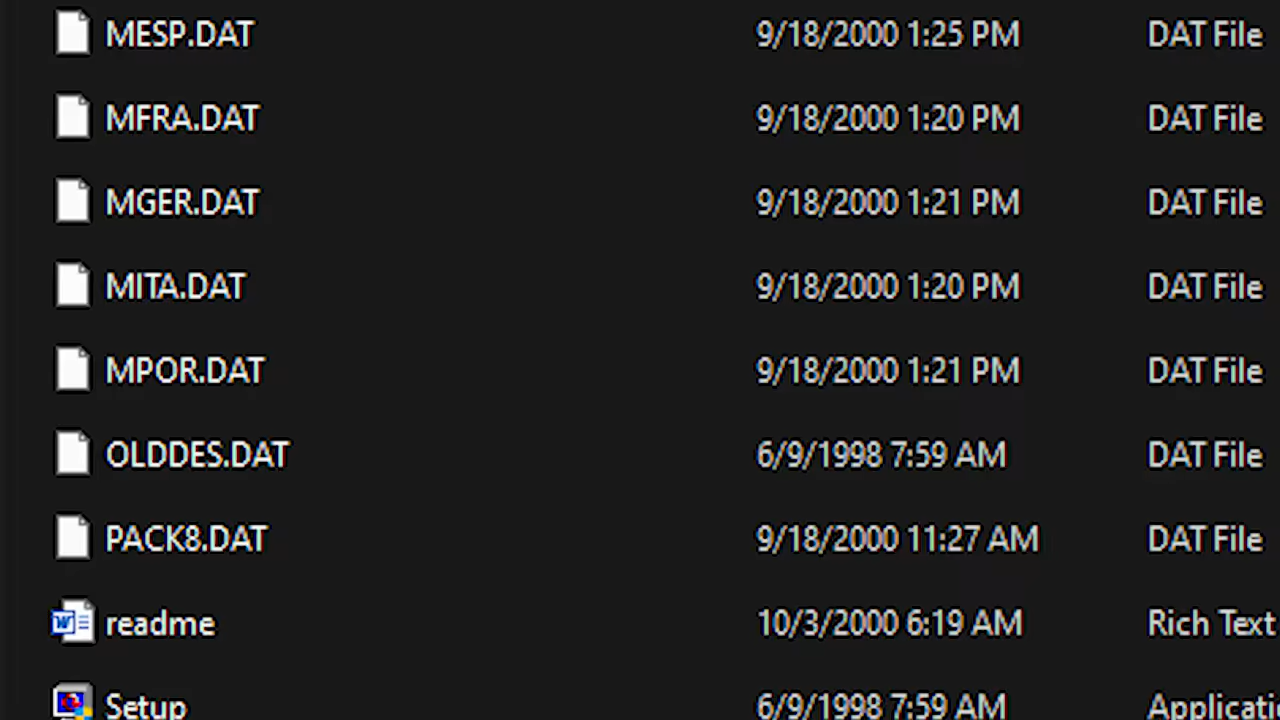 MESP.DAT 9/18/2000 1:25 PM DAT File
MFRA.DAT 9/18/2000 1:20 PM DAT File
MGER.DAT 9/18/2000 1:21 PM DAT File
MITA.DAT 9/18/2000 1:20 PM DAT File
MPOR.DAT 9/18/2000 1:21 PM DAT File
OLDDES.DAT 6/9/1998 7:59 AM DAT File
PACK8.DAT 9/18/2000 11:27 AM DAT File
readme 10/3/2000 6:19 AM Rich Text
Setup 6/9/1998 7:59 AM Applicati